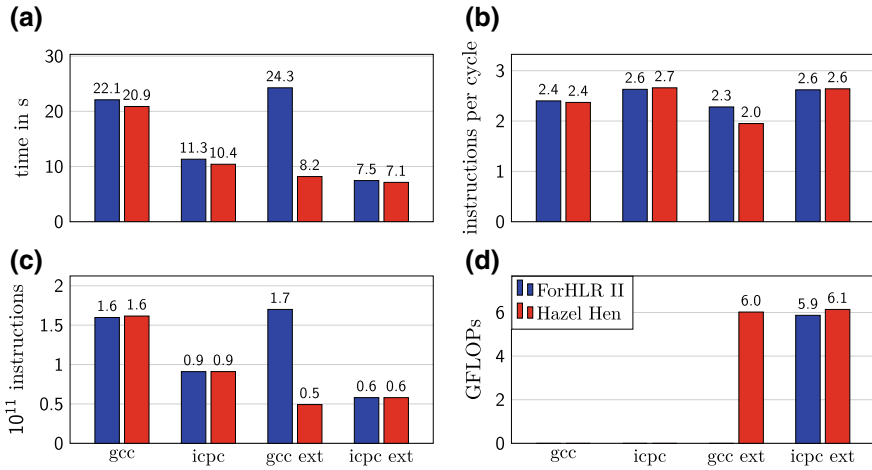 (a)
time in s
30
20
10
0
22.1 20.9
11.3 10.4
24.3
8.2
7.5 7.1
(b)
instructions per cycle
3
2
1
0
2.4 2.4
2.6 2.7
2.3
2.0
2.6 2.6
(c)
10^11 instructions
2
1.5
1
0.5
0
1.6 1.6
0.9 0.9
1.7
0.5
0.6 0.6
gcc icpc gcc ext icpc ext
(d)
GFLOPs
6
4
2
0
ForHLR II
Hazel Hen
6.0
5.9 6.1
gcc icpc gcc ext icpc ext